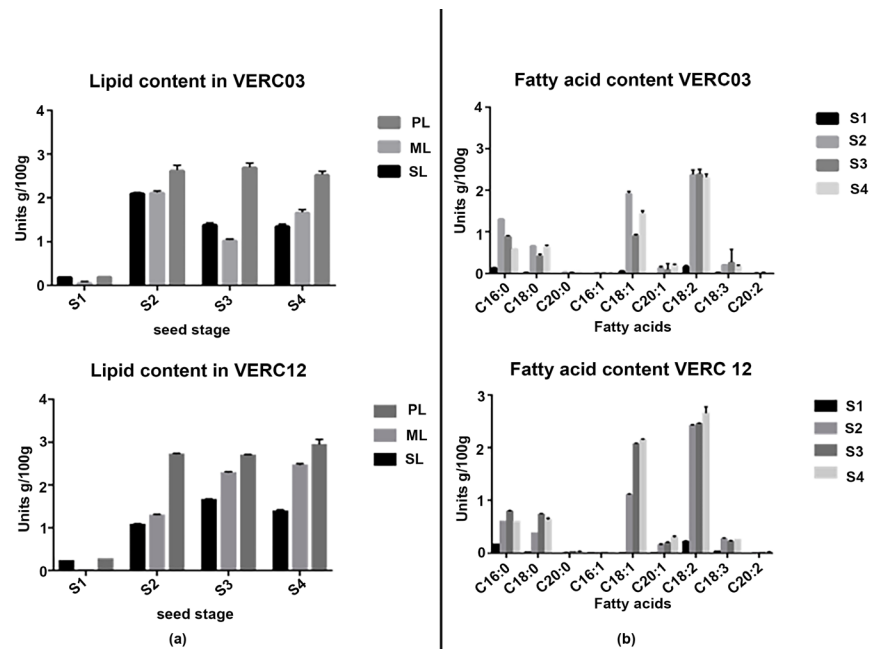 Lipid content in VERC03
Units g/100g
4
3
2
1
0
S1
S2
S3
S4
seed stage
PL
ML
SL
Lipid content in VERC12
Units g/100g
4
3
2
1
0
S1
S2
S3
S4
seed stage
PL
ML
SL
(a)
Fatty acid content VERC03
Units g/100g
4
3
2
1
0
C16:0
C18:0
C20:0
C16:1
C18:1
C20:1
C18:2
C18:3
C20:2
Fatty acids
S1
S2
S3
S4
Fatty acid content VERC 12
Units g/100g
3
2
1
0
C16:0
C18:0
C20:0
C16:1
C18:1
C20:1
C18:2
C18:3
C20:2
Fatty acids
S1
S2
S3
S4
(b)